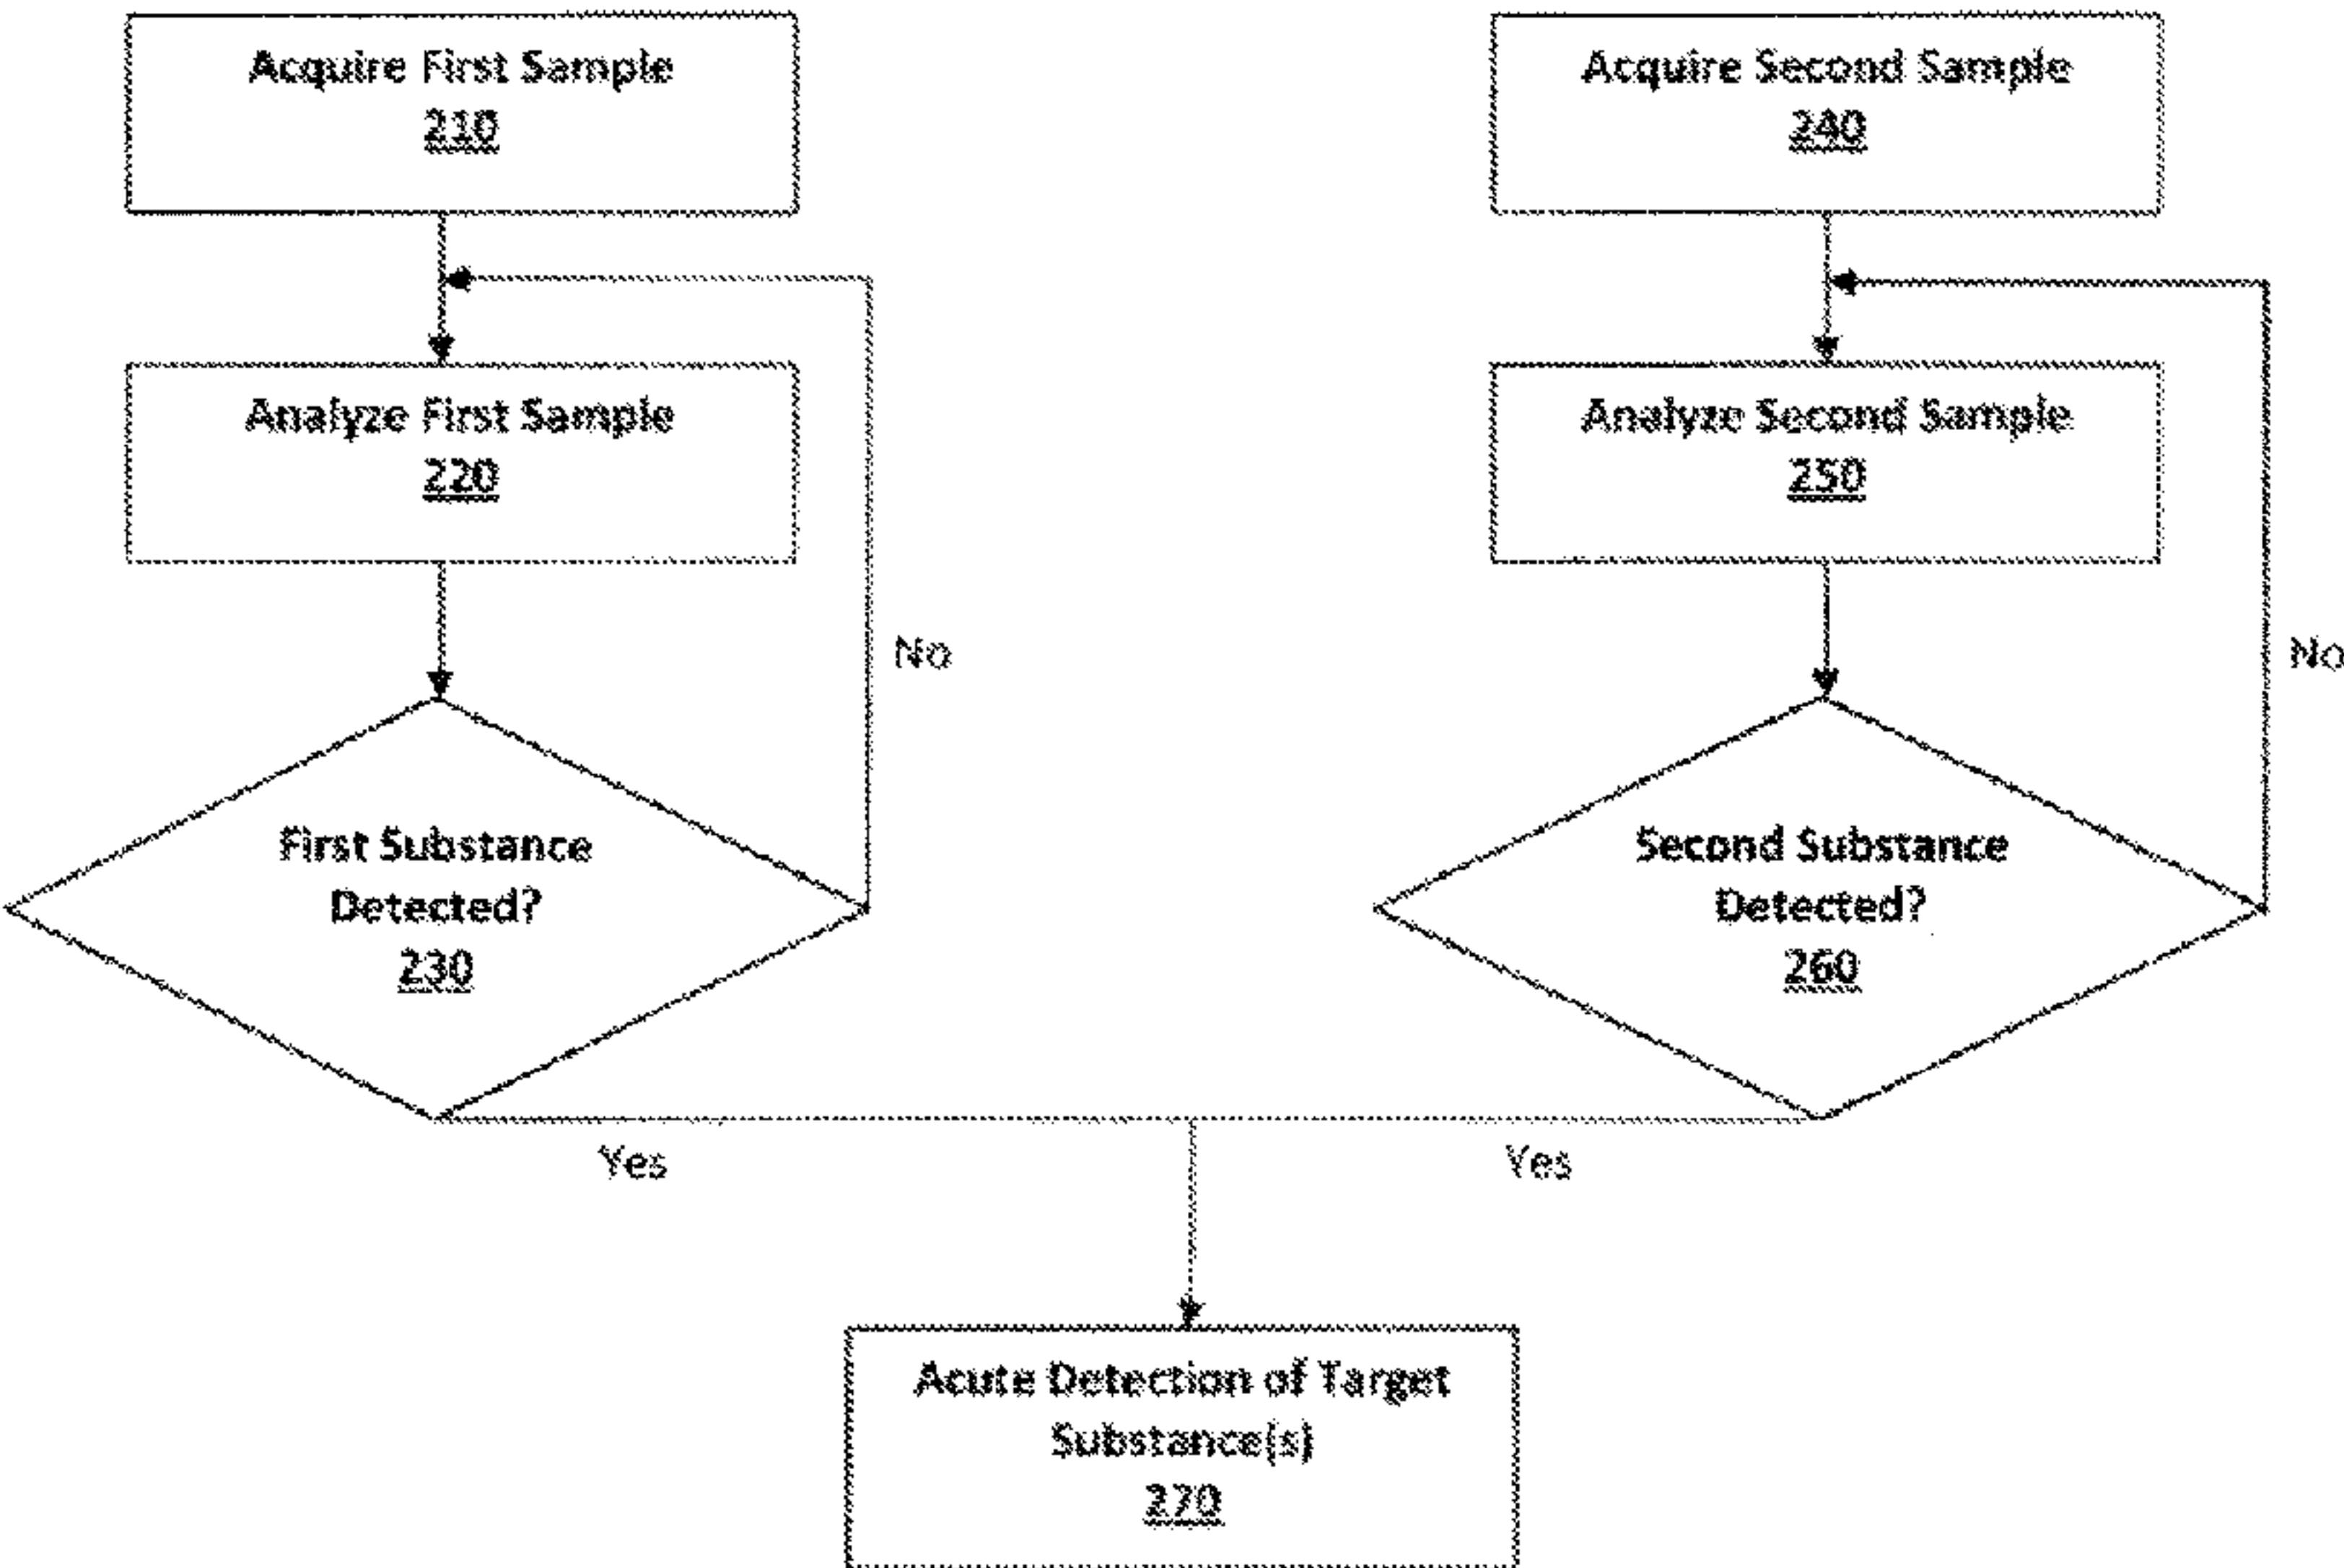 Acquire First Sample
210
Acquire Second Sample
240
Analyze First Sample
220
Analyze Second Sample
250
No
No
First Substance
Detected?
230
Second Substance
Detected?
260
Yes
Yes
Acute Detection of Target
Substance(s)
270